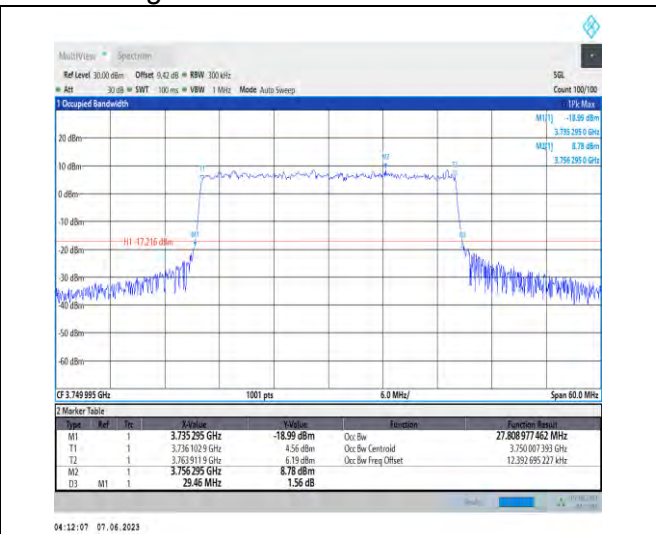 MultiView Spectrum
Ref Level 30.00 dBm Offset 9.42 dB RBW 300 kHz SGL
Att 30 dB SWT 100 ms VBW 1 MHz Mode Auto Sweep Count 100/100
1 Occupied Bandwidth 1Pk Max
M1[1] -18.99 dBm
3.735 295 0 GHz
20 dBm
M2[1] 8.78 dBm
3.756 295 0 GHz
10 dBm
M2
T1
T2
0 dBm
-10 dBm
M1
D3
H1 -17.216 dBm
-20 dBm
-30 dBm
-40 dBm
-50 dBm
-60 dBm
CF 3.749 995 GHz 1001 pts 6.0 MHz/ Span 60.0 MHz
2 Marker Table
Type Ref Trc X-Value Y-Value Function Function Result
M1 1 3.735 295 GHz -18.99 dBm Occ Bw 27.808 977 462 MHz
T1 1 3.736 102 9 GHz 4.56 dBm Occ Bw Centroid 3.750 007 393 GHz
T2 1 3.763 911 9 GHz 6.19 dBm Occ Bw Freq Offset 12.392 695 227 kHz
M2 1 3.756 295 GHz 8.78 dBm
D3 M1 1 29.46 MHz 1.56 dB
04:12:07 07.06.2023